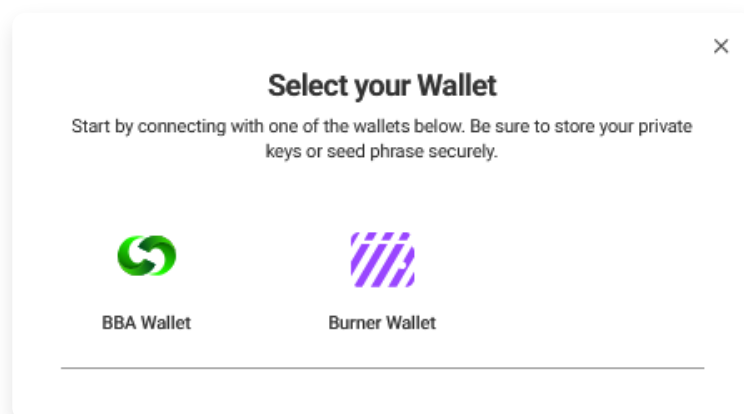 Select your Wallet
Start by connecting with one of the wallets below. Be sure to store your private
keys or seed phrase securely.
BBA Wallet
Burner Wallet